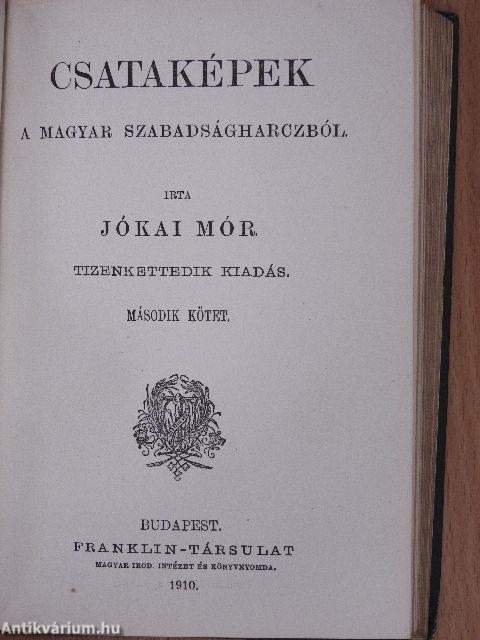 CSATAKÉPEK
A MAGYAR SZABADSÁGHARCZBÓL.
IRTA
JÓKAI MÓR.
TIZENKETTEDIK KIADÁS.
MÁSODIK KÖTET.
BUDAPEST.
FRANKLIN-TÁRSULAT
MAGYAR IROD. INTÉZET ÉS KÖNYVNYOMDA.
1910.
Antikvárium.hu